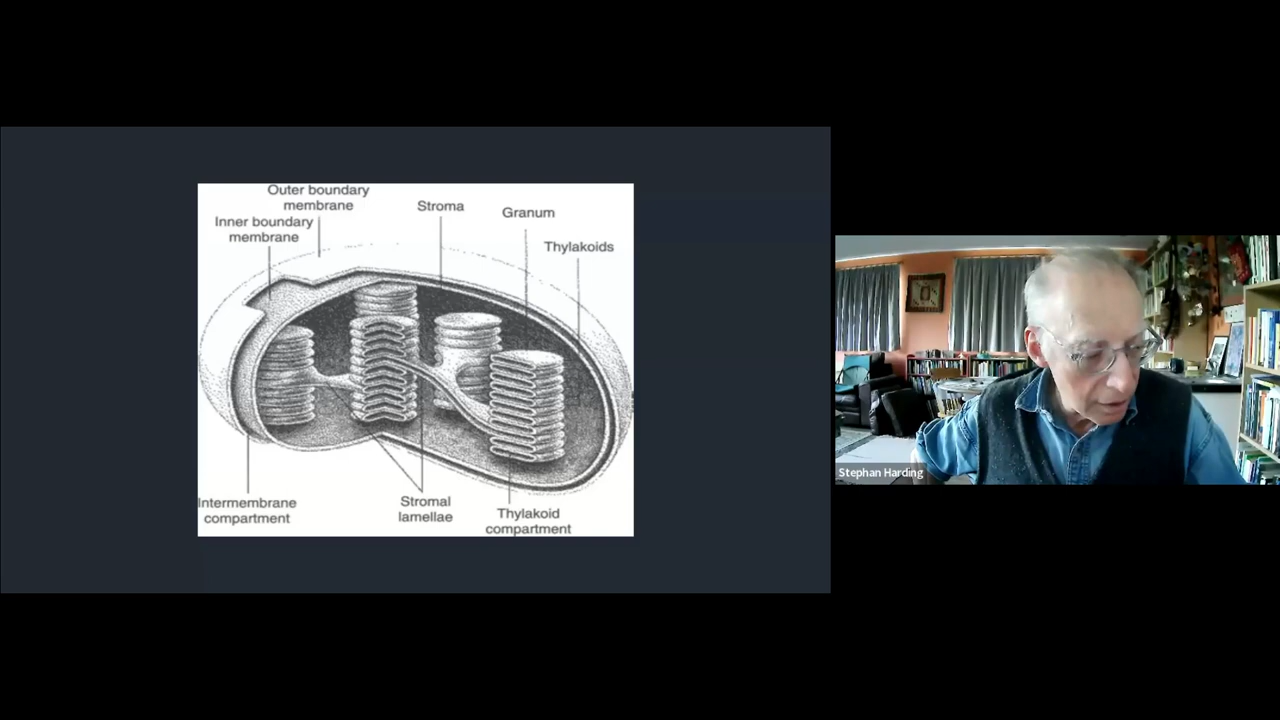 Outer boundary
membrane
Inner boundary
membrane
Stroma
Granum
Thylakoids
Intermembrane
compartment
Stromal
lamellae
Thylakoid
compartment
Stephan Harding